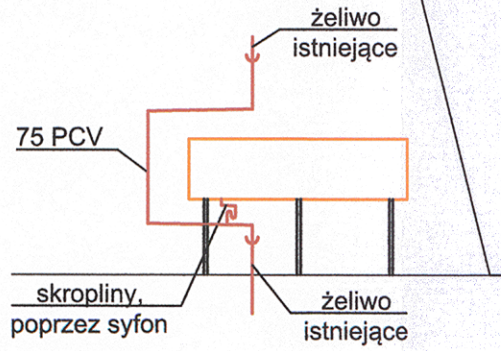 żeliwo
istniejące
75 PCV
skropliny,
poprzez syfon
żeliwo
istniejące